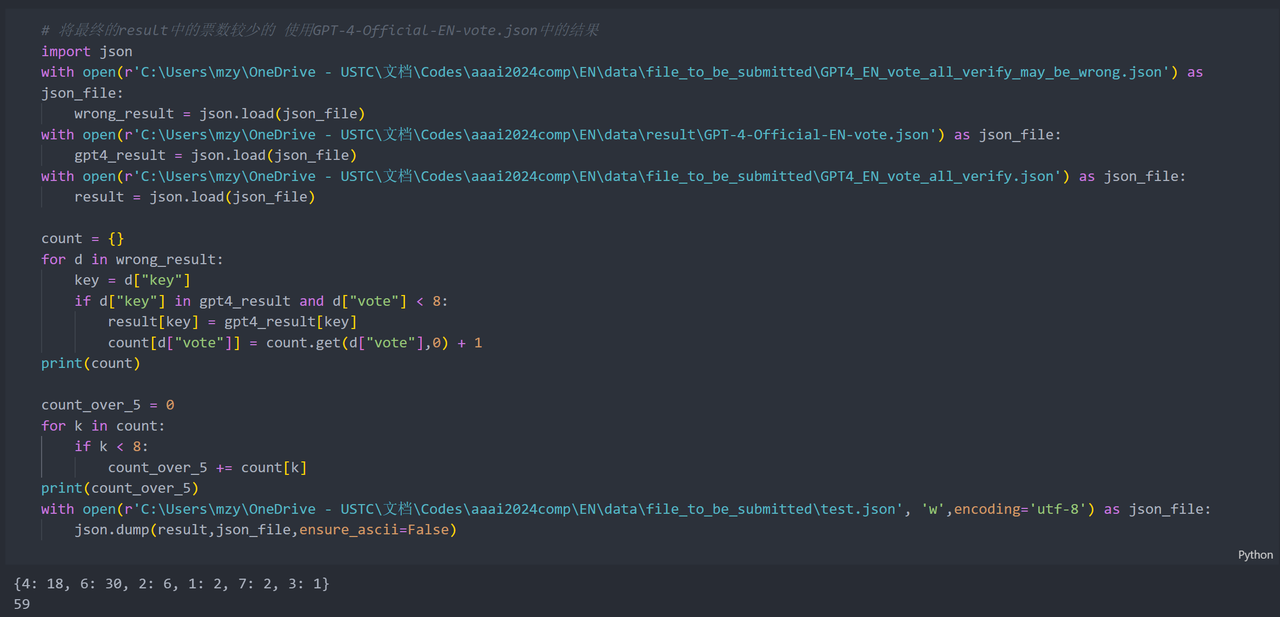 # 将最终的result中的票数较少的 使用GPT-4-Official-EN-vote.json中的结果
import json
with open(r'C:\Users\mzy\OneDrive - USTC\文档\Codes\aaai2024comp\EN\data\file_to_be_submitted\GPT4_EN_vote_all_verify_may_be_wrong.json') as
json_file:
    wrong_result = json.load(json_file)
with open(r'C:\Users\mzy\OneDrive - USTC\文档\Codes\aaai2024comp\EN\data\result\GPT-4-Official-EN-vote.json') as json_file:
    gpt4_result = json.load(json_file)
with open(r'C:\Users\mzy\OneDrive - USTC\文档\Codes\aaai2024comp\EN\data\file_to_be_submitted\GPT4_EN_vote_all_verify.json') as json_file:
    result = json.load(json_file)
count = {}
for d in wrong_result:
    key = d["key"]
    if d["key"] in gpt4_result and d["vote"] < 8:
        result[key] = gpt4_result[key]
        count[d["vote"]] = count.get(d["vote"],0) + 1
print(count)
count_over_5 = 0
for k in count:
    if k < 8:
        count_over_5 += count[k]
print(count_over_5)
with open(r'C:\Users\mzy\OneDrive - USTC\文档\Codes\aaai2024comp\EN\data\file_to_be_submitted\test.json', 'w',encoding='utf-8') as json_file:
    json.dump(result,json_file,ensure_ascii=False)
Python
{4: 18, 6: 30, 2: 6, 1: 2, 7: 2, 3: 1}
59